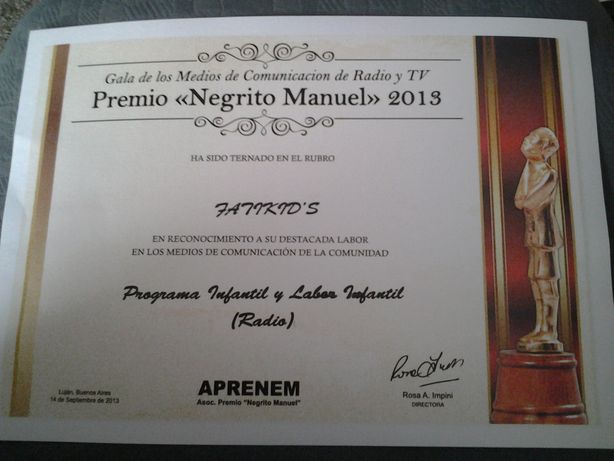 Gala de los Medios de Comunicacion de Radio y TV
Premio «Negrito Manuel» 2013
HA SIDO TERNADO EN EL RUBRO
FATIKID'S
EN RECONOCIMIENTO A SU DESTACADA LABOR
EN LOS MEDIOS DE COMUNICACIÓN DE LA COMUNIDAD
Programa Infantil y Labor Infantil
(Radio)
Luján, Buenos Aires
14 de Septiembre de 2013
APRENEM
Asoc. Premio "Negrito Manuel"
Rosa A. Impini
DIRECTORA